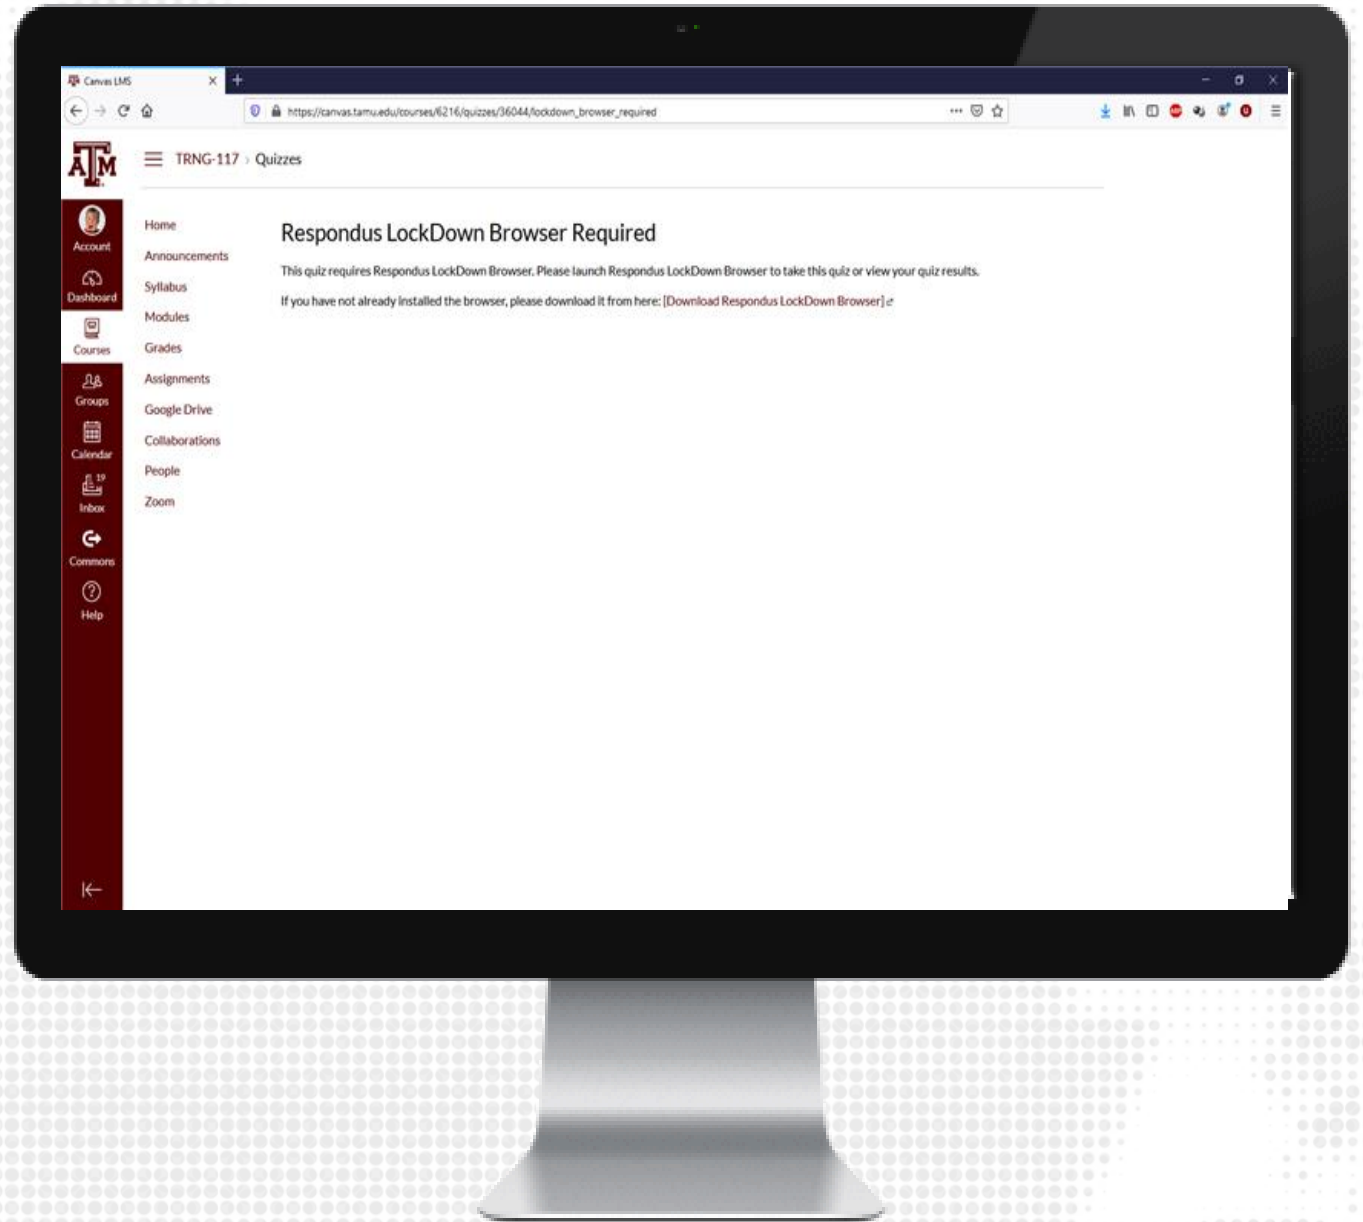 Canvas LMS
https://canvas.tamu.edu/courses/6216/quizzes/36044/lockdown_browser_required
ABP
U
ATM
TRNG-117 › Quizzes
Account
Dashboard
Courses
Groups
Calendar
19
Inbox
Commons
Help
Home
Announcements
Syllabus
Modules
Grades
Assignments
Google Drive
Collaborations
People
Zoom
Respondus LockDown Browser Required
This quiz requires Respondus LockDown Browser. Please launch Respondus LockDown Browser to take this quiz or view your quiz results.
If you have not already installed the browser, please download it from here: [Download Respondus LockDown Browser]